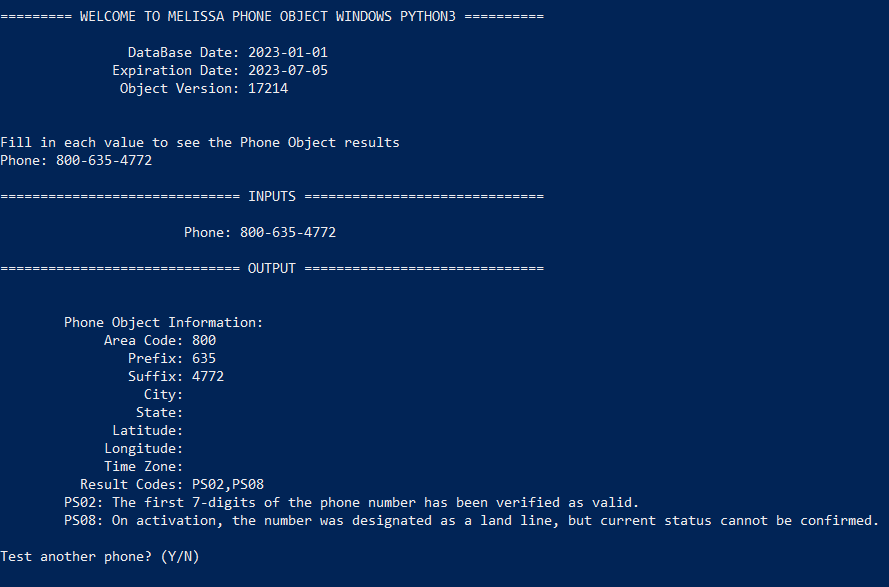 ========= WELCOME TO MELISSA PHONE OBJECT WINDOWS PYTHON3 ==========
DataBase Date: 2023-01-01
Expiration Date: 2023-07-05
Object Version: 17214
Fill in each value to see the Phone Object results
Phone: 800-635-4772
============================== INPUTS ==============================
Phone: 800-635-4772
============================== OUTPUT ==============================
Phone Object Information:
Area Code: 800
Prefix: 635
Suffix: 4772
City:
State:
Latitude:
Longitude:
Time Zone:
Result Codes: PS02,PS08
PS02: The first 7-digits of the phone number has been verified as valid.
PS08: On activation, the number was designated as a land line, but current status cannot be confirmed.
Test another phone? (Y/N)